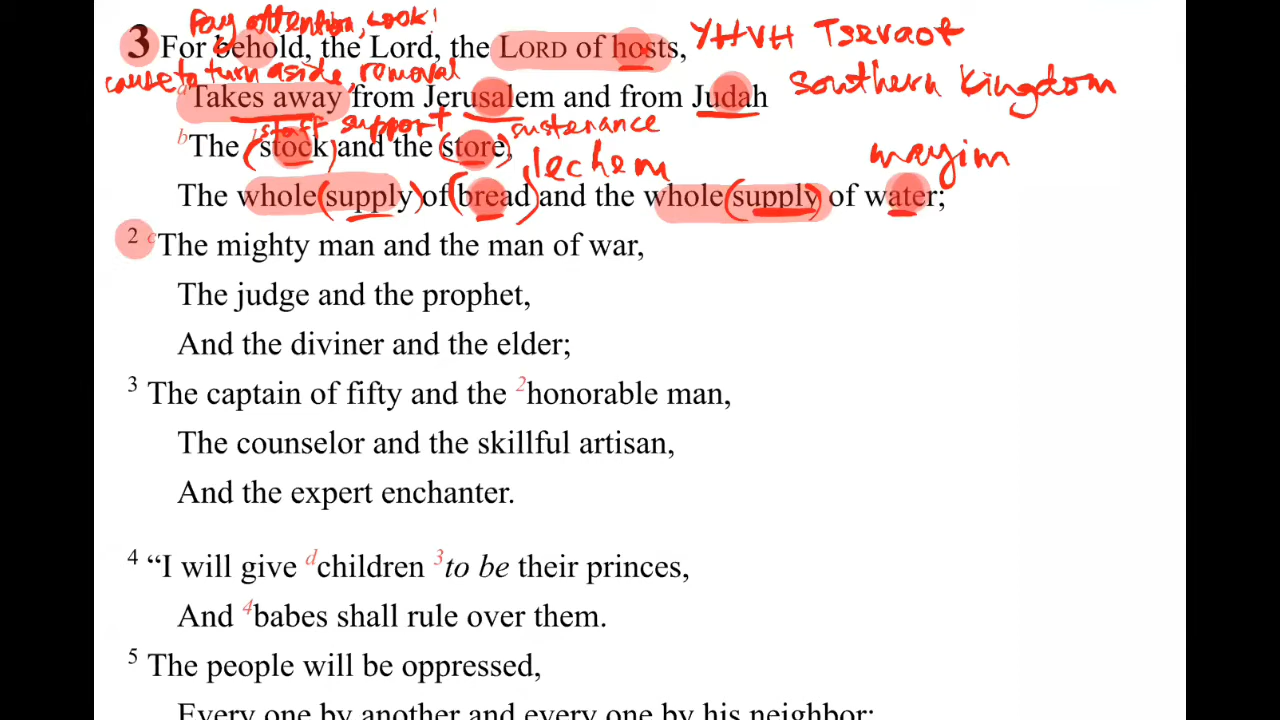 Pay attention, Look!
3 For behold, the Lord, the LORD of hosts, YHVH Tsevaot
cause to turn aside, removal
a Takes away from Jerusalem and from Judah Southern Kingdom
staff support sustenance
b The (stock) and the (store), lechem mayim
The whole (supply) of (bread) and the whole (supply) of water;
2 c The mighty man and the man of war,
The judge and the prophet,
And the diviner and the elder;
3 The captain of fifty and the 2honorable man,
The counselor and the skillful artisan,
And the expert enchanter.
4 “I will give dchildren 3to be their princes,
And 4babes shall rule over them.
5 The people will be oppressed,
Every one by another and every one by his neighbor;